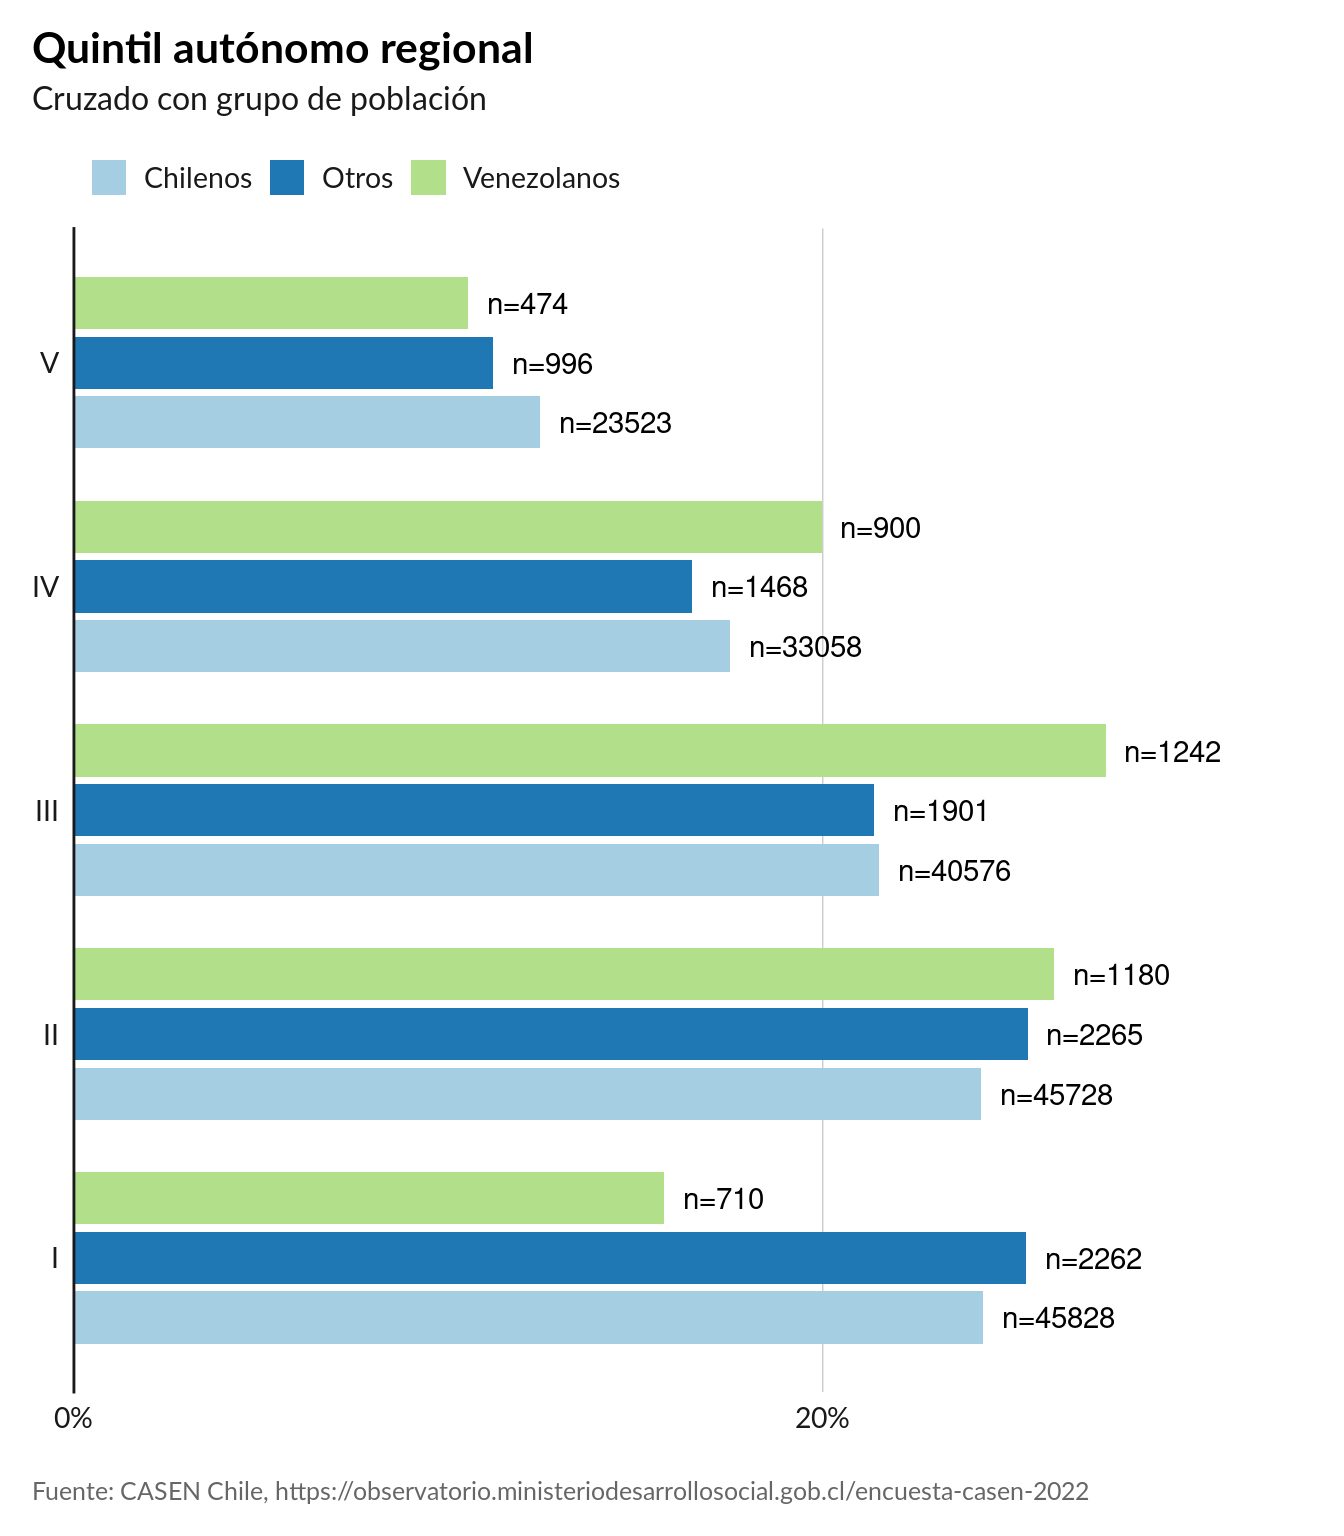 Quintil autónomo regional
Cruzado con grupo de población
Chilenos Otros Venezolanos
n=474
V n=996
n=23523
n=900
IV n=1468
n=33058
n=1242
III n=1901
n=40576
n=1180
II n=2265
n=45728
n=710
I n=2262
n=45828
0% 20%
Fuente: CASEN Chile, https://observatorio.ministeriodesarrollosocial.gob.cl/encuesta-casen-2022